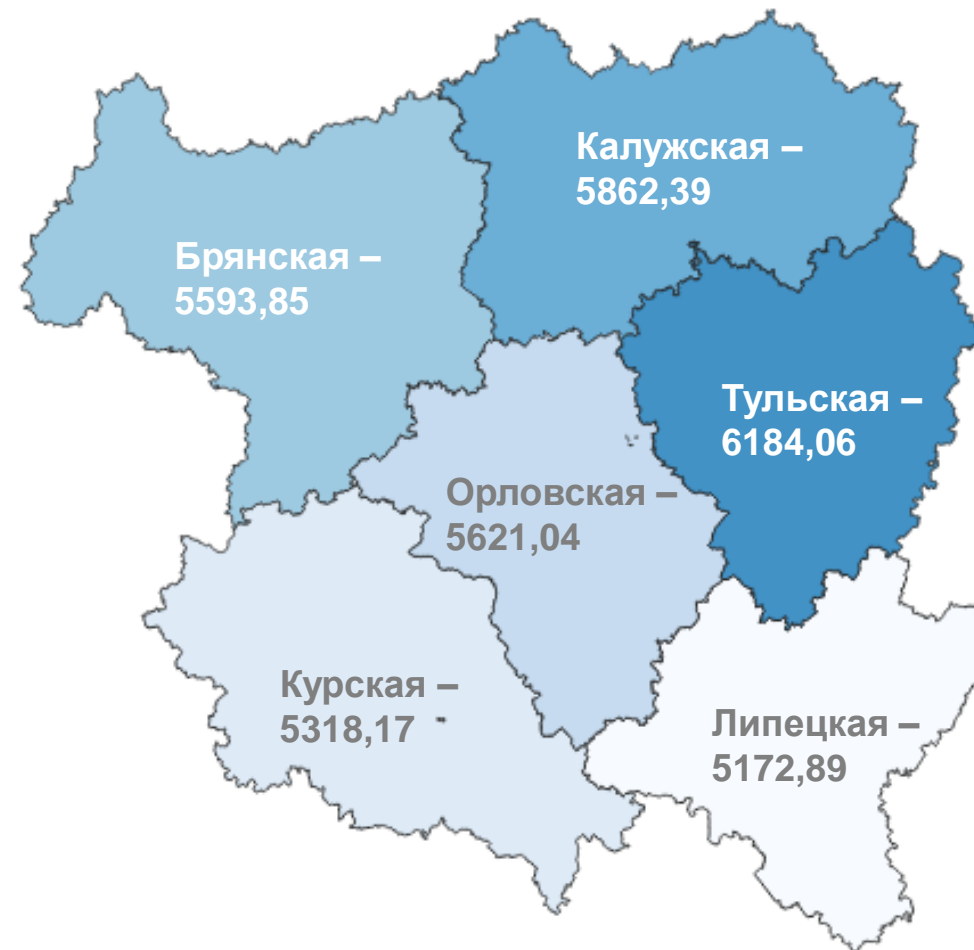 Калужская –
5862,39
Брянская –
5593,85
Тульская –
6184,06
Орловская –
5621,04
Курская –
5318,17
Липецкая –
5172,89